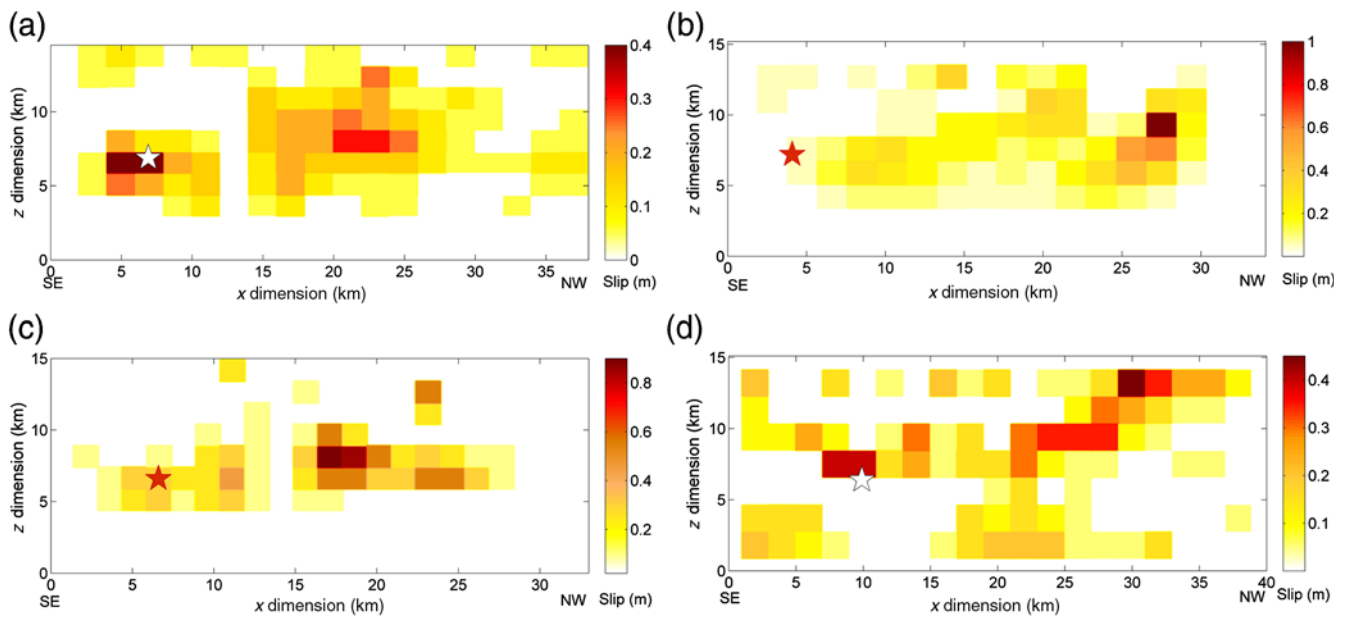 (a)
z dimension (km)
10
5
0
0 5 10 15 20 25 30 35
SE
NW
x dimension (km)
0.4
0.3
0.2
0.1
0
Slip (m)
(b)
z dimension (km)
15
10
5
0
0 5 10 15 20 25 30
SE
NW
x dimension (km)
1
0.8
0.6
0.4
0.2
Slip (m)
(c)
z dimension (km)
15
10
5
0
0 5 10 15 20 25 30
SE
NW
x dimension (km)
0.8
0.6
0.4
0.2
0
Slip (m)
(d)
z dimension (km)
15
10
5
0
0 5 10 15 20 25 30 35 40
SE
NW
x dimension (km)
0.4
0.3
0.2
0.1
Slip (m)